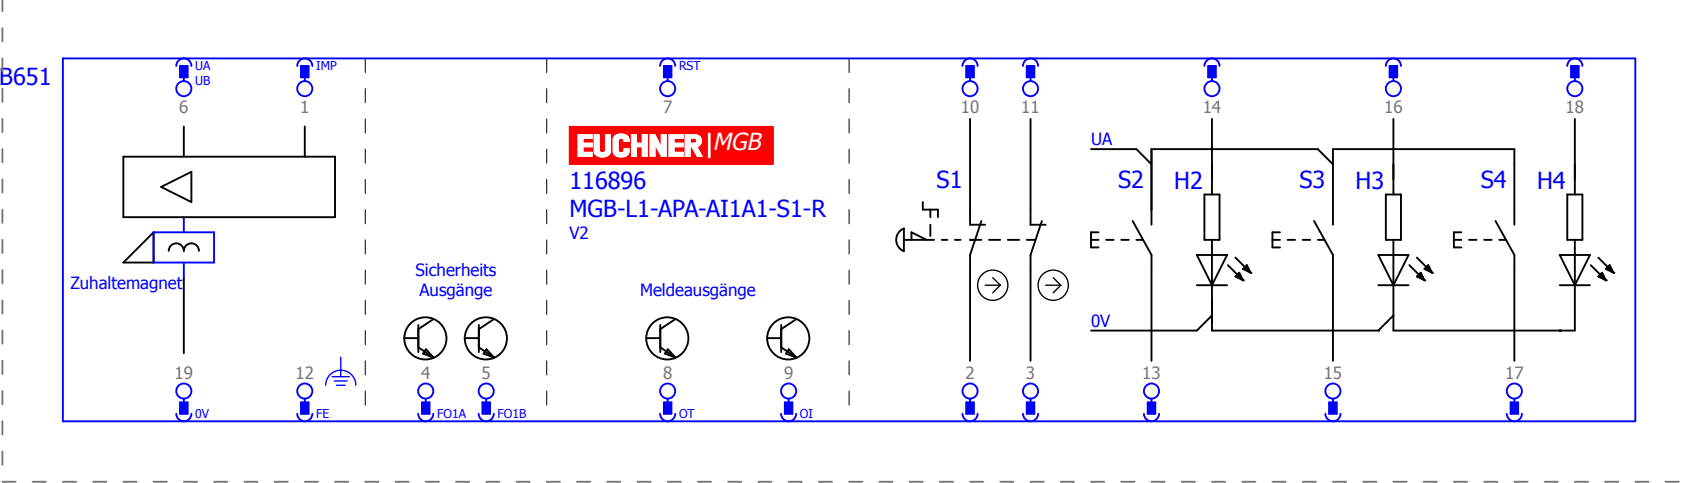 B651
UA
UB
IMP
RST
6
1
7
10
11
14
16
18
EUCHNER MGB
116896
MGB-L1-APA-AI1A1-S1-R
V2
UA
S1
S2
H2
S3
H3
S4
H4
Zuhaltemagnet
Sicherheits
Ausgänge
Meldeausgänge
0V
19
12
4
5
8
9
2
3
13
15
17
0V
FE
FO1A
FO1B
OT
OI